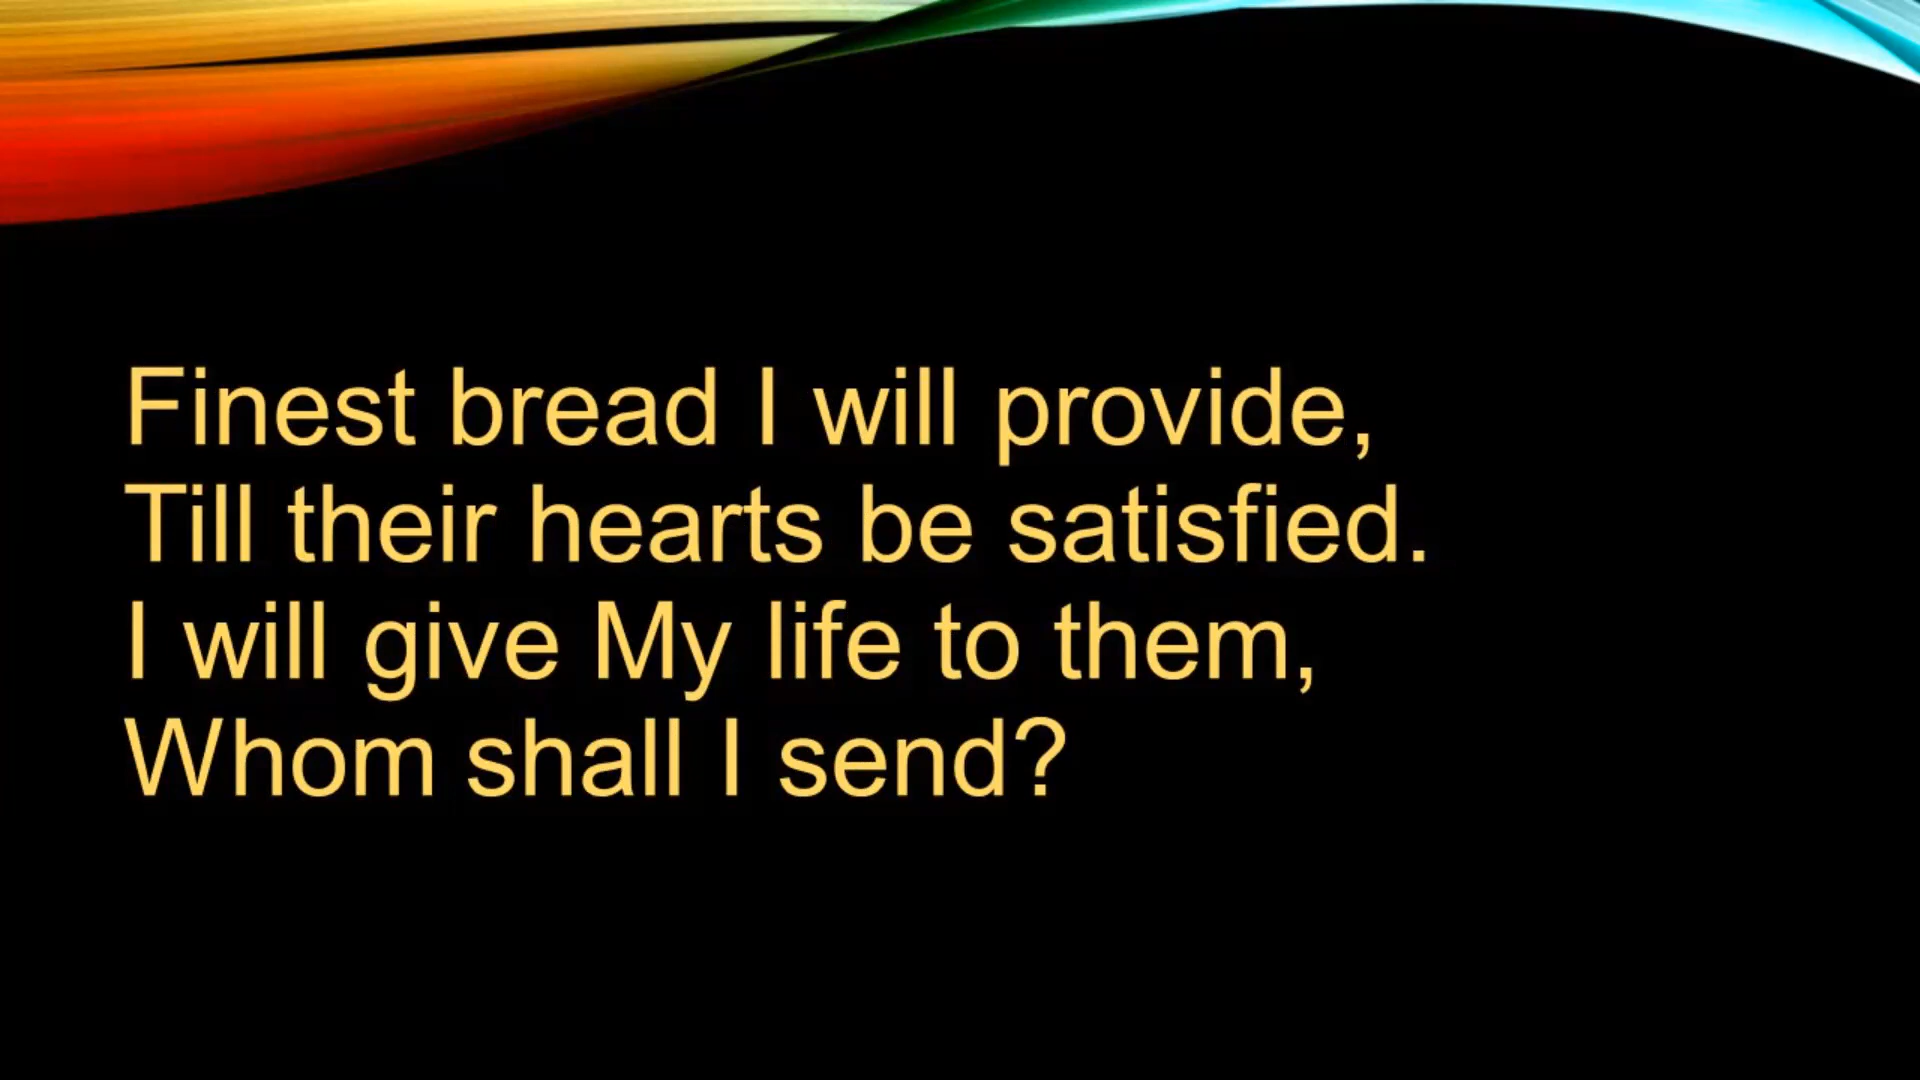 Finest bread I will provide,
Till their hearts be satisfied.
I will give My life to them,
Whom shall I send?